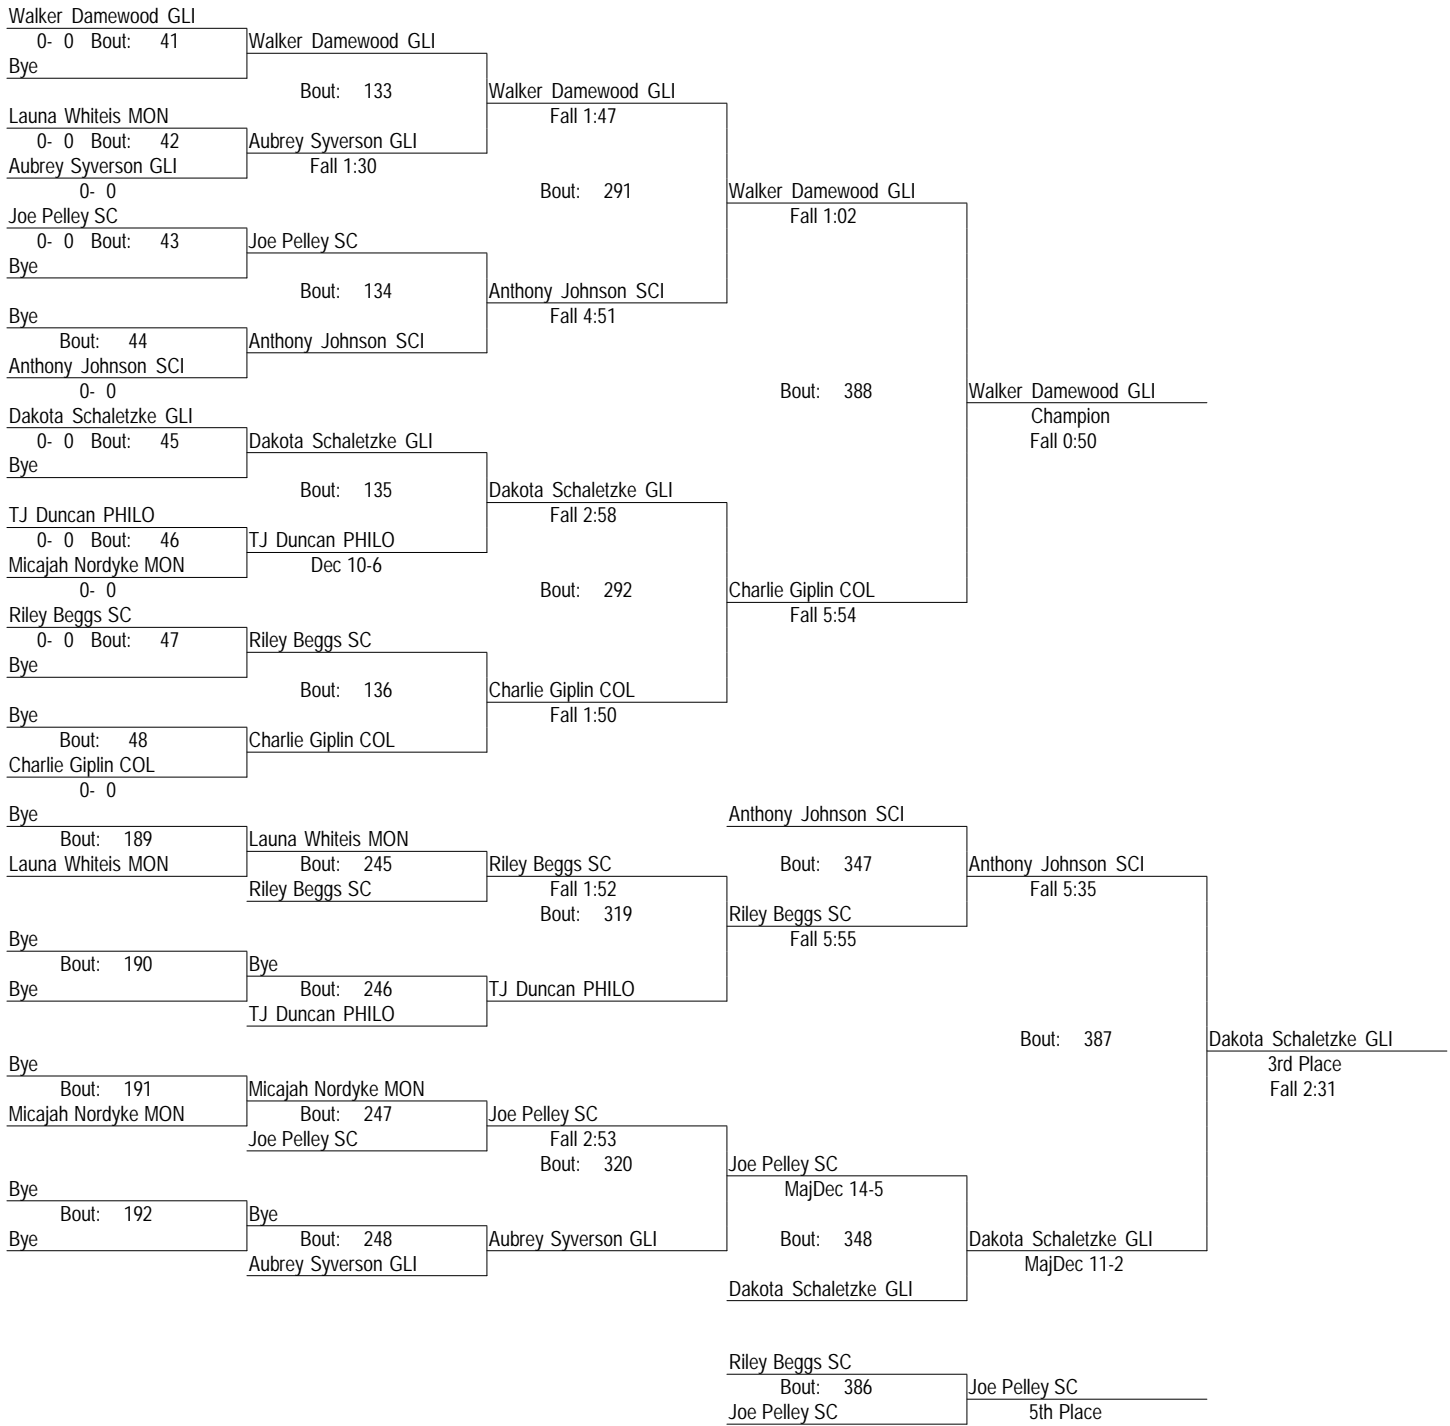 Walker Damewood GLI
0- 0 Bout: 41 Walker Damewood GLI
Bye
Bout: 133 Walker Damewood GLI
Launa Whiteis MON Fall 1:47
0- 0 Bout: 42 Aubrey Syverson GLI
Aubrey Syverson GLI Fall 1:30
0- 0 Bout: 291 Walker Damewood GLI
Joe Pelley SC Fall 1:02
0- 0 Bout: 43 Joe Pelley SC
Bye
Bout: 134 Anthony Johnson SCI
Bye Fall 4:51
Bout: 44 Anthony Johnson SCI
Anthony Johnson SCI
0- 0 Bout: 388 Walker Damewood GLI
Dakota Schaletzke GLI Champion
0- 0 Bout: 45 Dakota Schaletzke GLI Fall 0:50
Bye
Bout: 135 Dakota Schaletzke GLI
TJ Duncan PHILO Fall 2:58
0- 0 Bout: 46 TJ Duncan PHILO
Micajah Nordyke MON Dec 10-6
0- 0 Bout: 292 Charlie Giplin COL
Riley Beggs SC Fall 5:54
0- 0 Bout: 47 Riley Beggs SC
Bye
Bout: 136 Charlie Giplin COL
Bye Fall 1:50
Bout: 48 Charlie Giplin COL
Charlie Giplin COL
0- 0
Bye Anthony Johnson SCI
Bout: 189 Launa Whiteis MON
Launa Whiteis MON Bout: 245 Riley Beggs SC Bout: 347 Anthony Johnson SCI
Riley Beggs SC Fall 1:52 Fall 5:35
Bout: 319 Riley Beggs SC
Bye Fall 5:55
Bout: 190 Bye
Bye Bout: 246 TJ Duncan PHILO
TJ Duncan PHILO
Bout: 387 Dakota Schaletzke GLI
Bye 3rd Place
Bout: 191 Micajah Nordyke MON Fall 2:31
Micajah Nordyke MON Bout: 247 Joe Pelley SC
Joe Pelley SC Fall 2:53
Bout: 320 Joe Pelley SC
Bye MajDec 14-5
Bout: 192 Bye
Bye Bout: 248 Aubrey Syverson GLI Bout: 348 Dakota Schaletzke GLI
Aubrey Syverson GLI MajDec 11-2
Dakota Schaletzke GLI
Riley Beggs SC
Bout: 386 Joe Pelley SC
Joe Pelley SC 5th Place